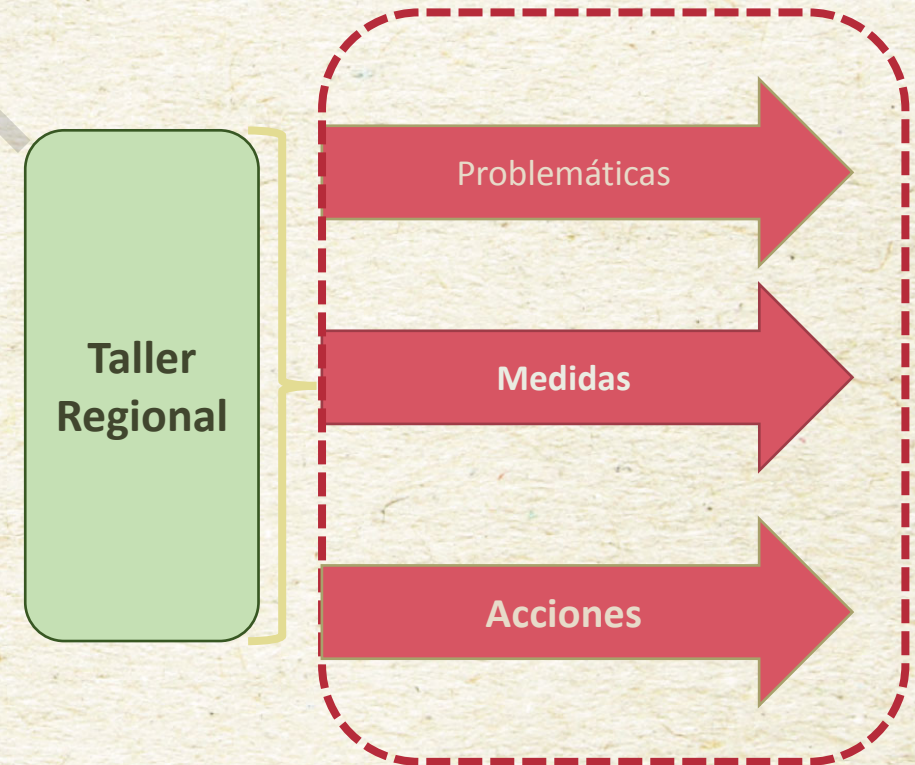 Taller
Regional
Problemáticas
Medidas
Acciones